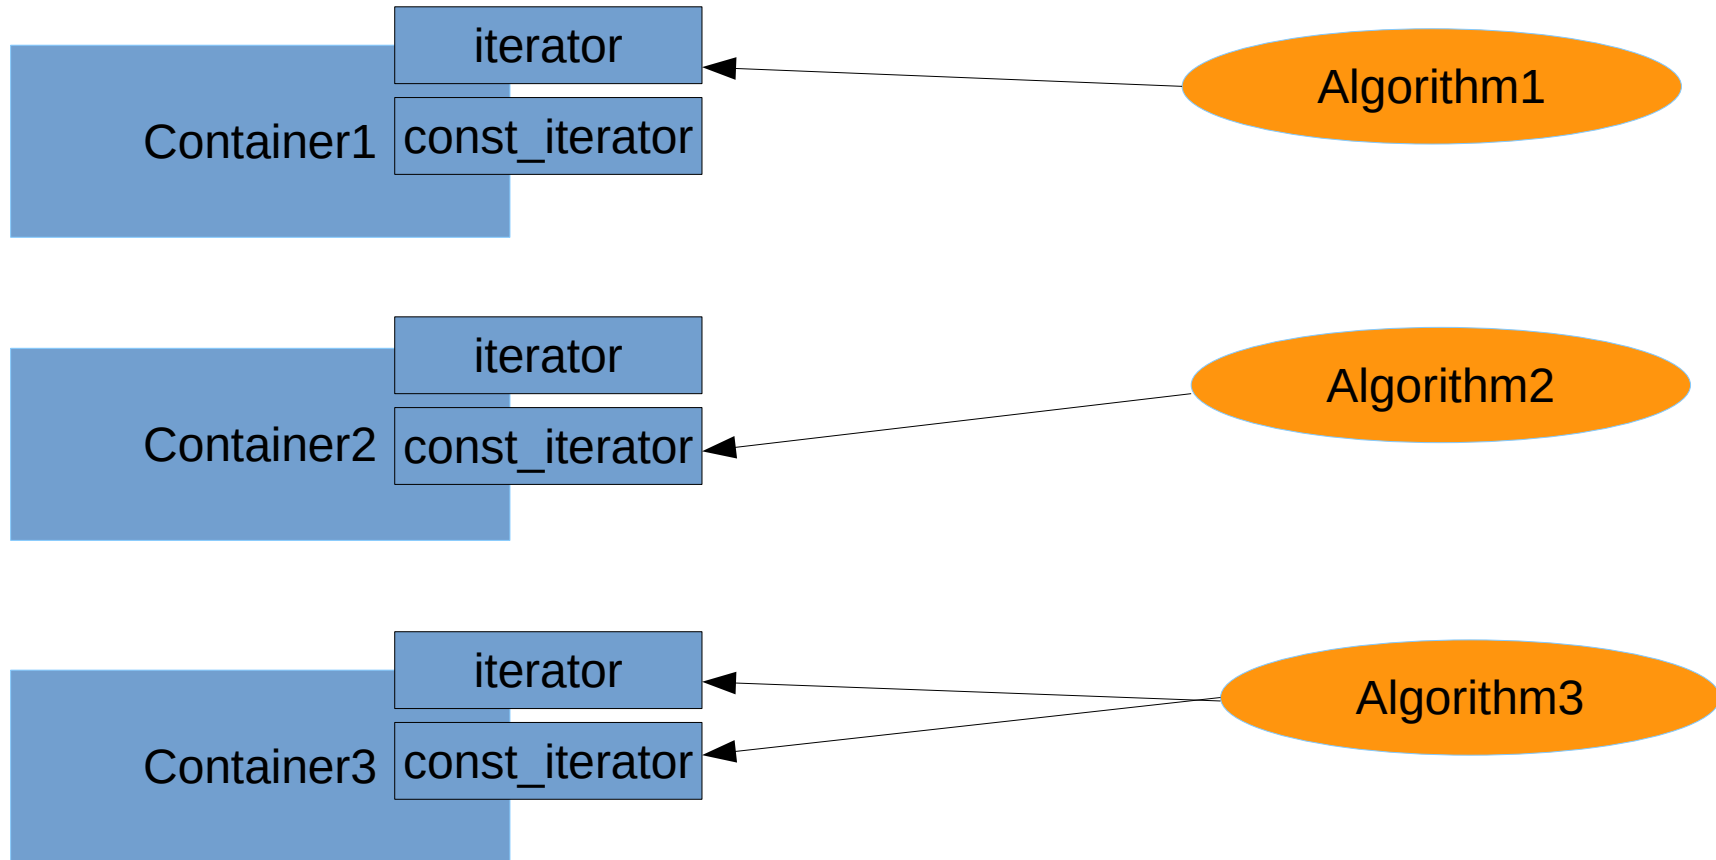 iterator
Algorithm1
Container1
const_iterator
iterator
Algorithm2
Container2
const_iterator
iterator
Algorithm3
Container3
const_iterator